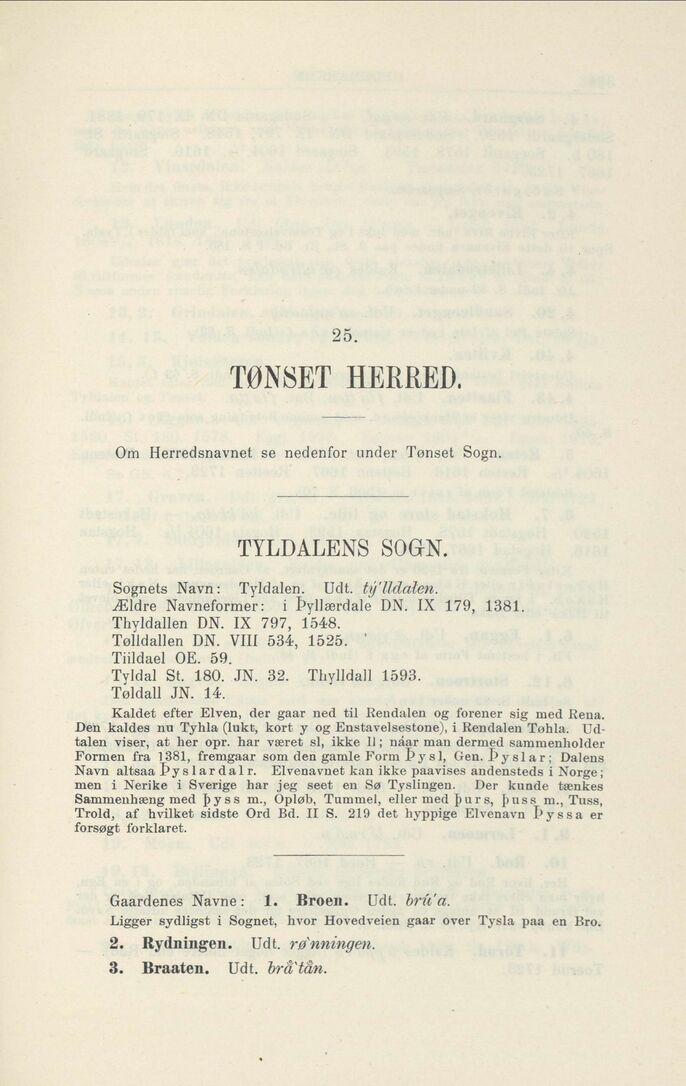 25.
TØNSET HERRED.
Om Herredsnavnet se nedenfor under Tønset Sogn.
TYLDALENS SOGN.
Sognets Navn: Tyldalen. Udt. tý'lldałen.
Ældre Navneformer: i Þyllærdale DN. IX 179, 1381.
Thyldallen DN. IX 797, 1548.
Tølldallen DN. VIII 534, 1525.
Tiildael OE. 59.
Tyldal St. 180. JN. 32. Thylldall 1593.
Tøldall JN. 14.
Kaldet efter Elven, der gaar ned til Rendalen og forener sig med Rena.
Den kaldes nu Tyhla (lukt, kort y og Enstavelsestone), i Rendalen Tøhla. Ud-
talen viser, at her opr. har været sl, ikke ll; náar man dermed sammenholder
Formen fra 1381, fremgaar som den gamle Form Þysl, Gen. Þyslar; Dalens
Navn altsaa Þyslardalr. Elvenavnet kan ikke paavises andensteds i Norge;
men i Nerike i Sverige har jeg seet en Sø Tyslingen. Der kunde tænkes
Sammenhæng med þyss m., Opløb, Tummel, eller med þurs, þuss m., Tuss,
Trold, af hvilket sidste Ord Bd. II S. 219 det hyppige Elvenavn Þyssa er
forsøgt forklaret.
Gaardenes Navne: 1. Broen. Udt. brú'a.
Ligger sydligst i Sognet, hvor Hovedveien gaar over Tysla paa en Bro.
2. Rydningen. Udt. rø`nningen.
3. Braaten. Udt. brå`tån.